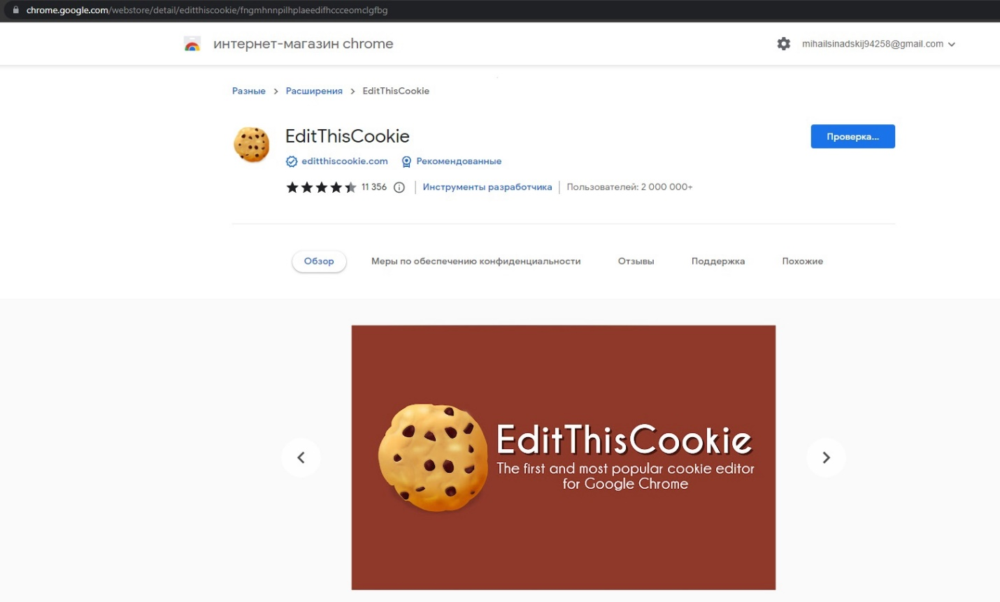 chrome.google.com/webstore/detail/editthiscookie/fngmhnnpilhplaeedifhccceomclgfbg
интернет-магазин chrome
mihailsinadskij94258@gmail.com
Разные > Расширения > EditThisCookie
EditThisCookie
Проверка...
editthiscookie.com Рекомендованные
11 356 Инструменты разработчика Пользователей: 2 000 000+
Обзор Меры по обеспечению конфиденциальности Отзывы Поддержка Похожие
EditThisCookie
The first and most popular cookie editor
for Google Chrome